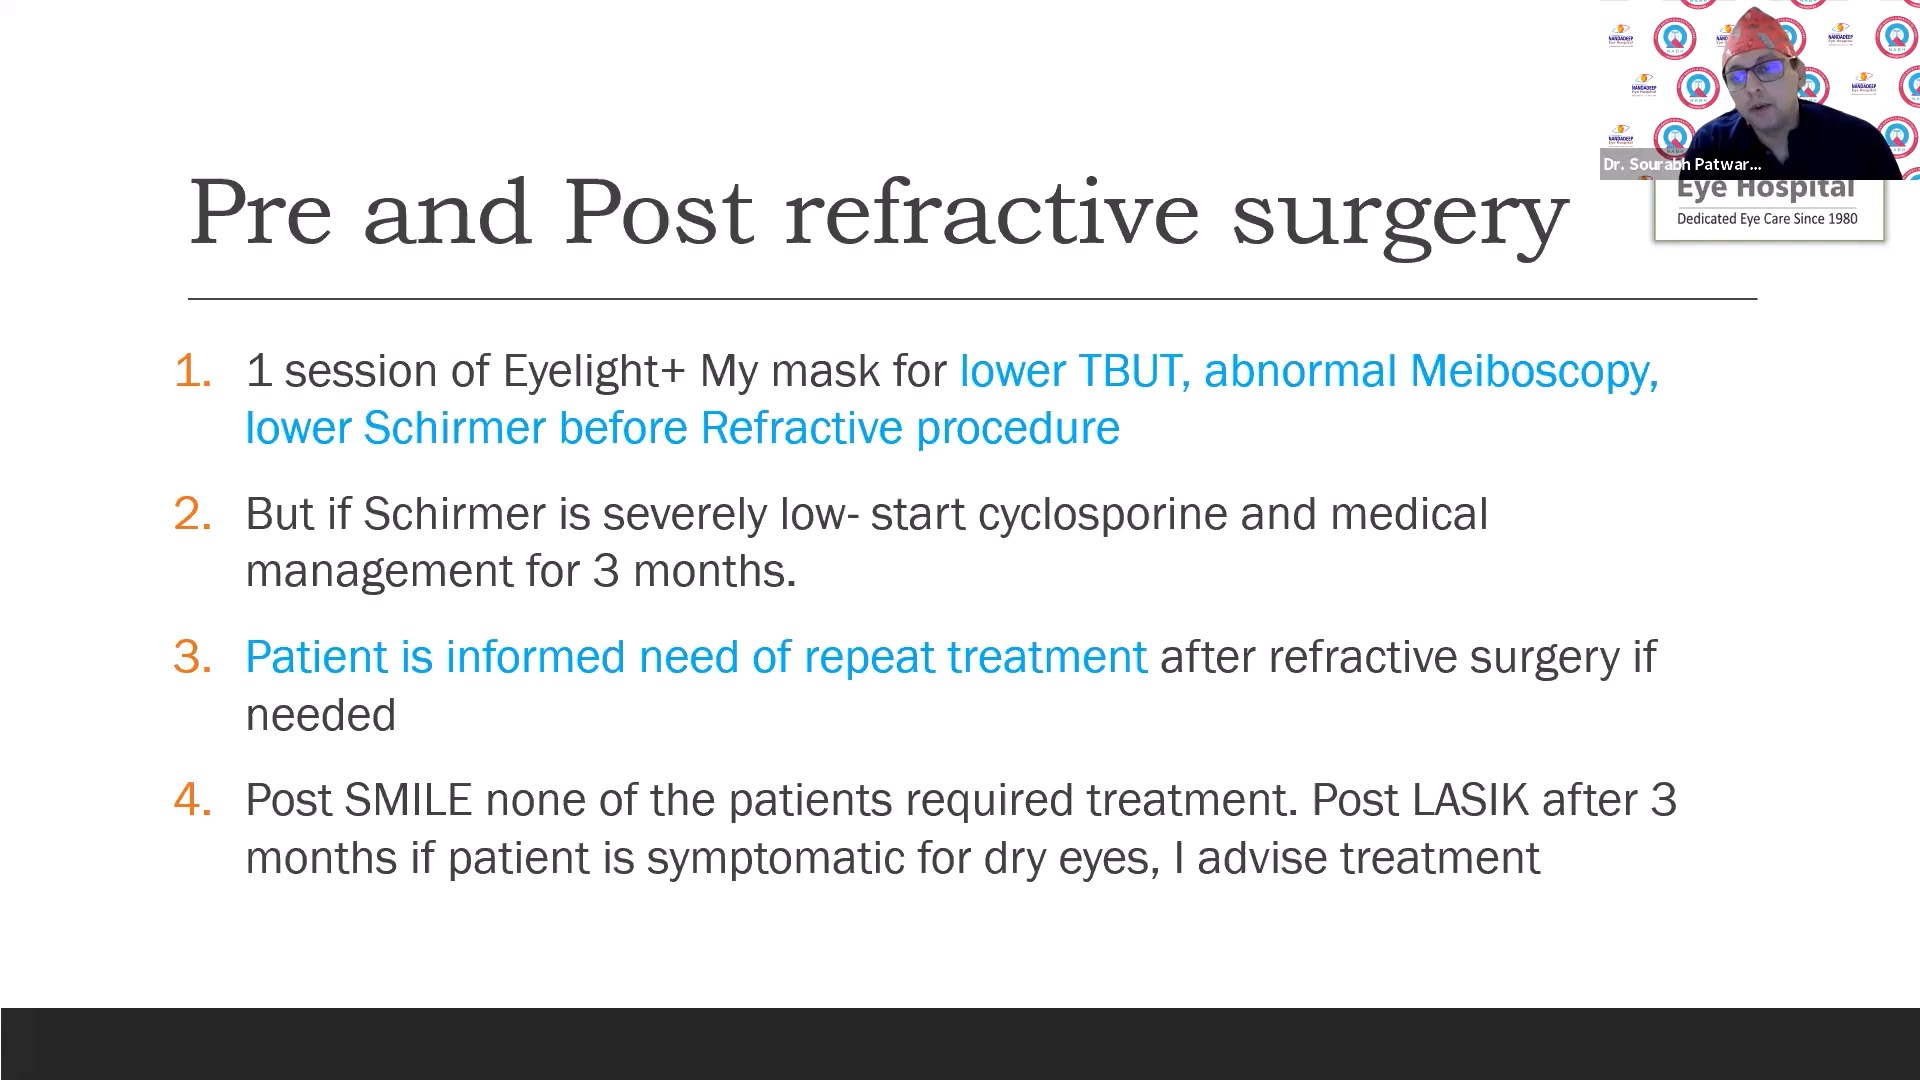 Dr. Sourabh Patwar...
Eye Hospital
Dedicated Eye Care Since 1980
Pre and Post refractive surgery
1. 1 session of Eyelight+ My mask for lower TBUT, abnormal Meiboscopy,
lower Schirmer before Refractive procedure
2. But if Schirmer is severely low- start cyclosporine and medical
management for 3 months.
3. Patient is informed need of repeat treatment after refractive surgery if
needed
4. Post SMILE none of the patients required treatment. Post LASIK after 3
months if patient is symptomatic for dry eyes, I advise treatment